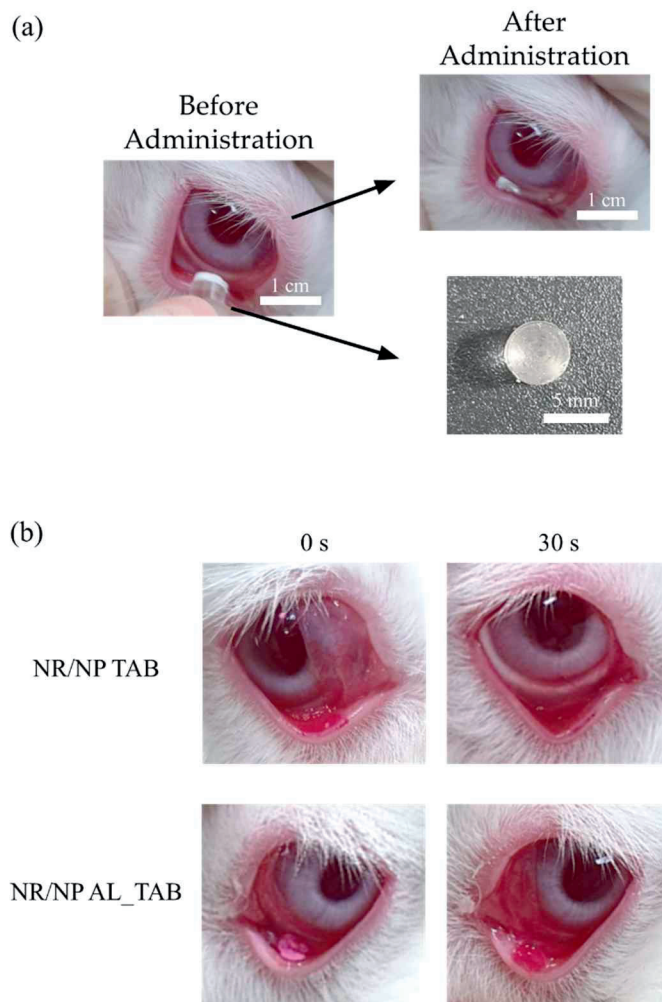 (a)
Before
Administration
After
Administration
1 cm
1 cm
5 mm
(b)
0 s
30 s
NR/NP TAB
NR/NP AL_TAB